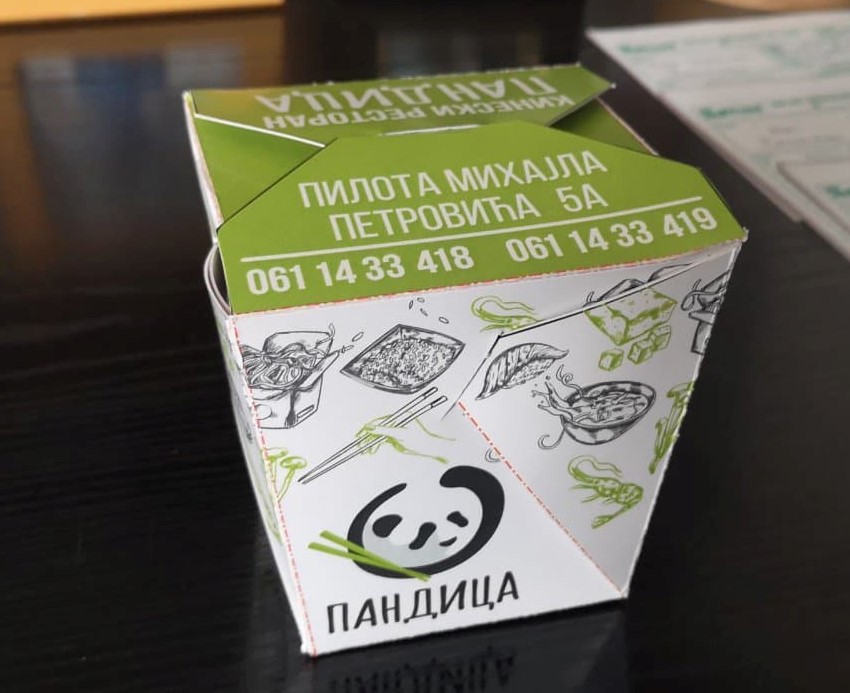 КИНЕСКИ РЕСТОРАН
ПАНДИЦА
ПИЛОТА МИХАЈЛА
ПЕТРОВИЋА 5А
061 14 33 418 061 14 33 419
ПАНДИЦА